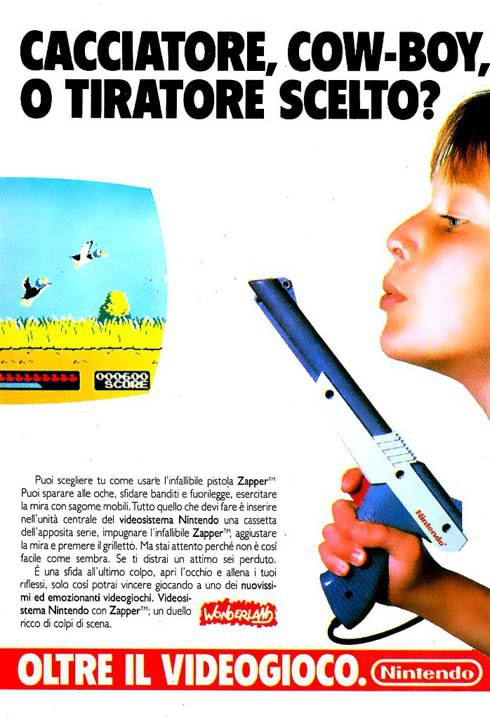 CACCIATORE, COW-BOY,
O TIRATORE SCELTO?
000600
SCORE
Puoi scegliere tu come usare l'infallibile pistola Zapper™
Puoi sparare alle oche, sfidare banditi e fuorilegge, esercitare
la mira con sagome mobili. Tutto quello che devi fare è inserire
nell'unità centrale del videosistema Nintendo una cassetta
dell'apposita serie, impugnare l'infallibile Zapper™, aggiustare
la mira e premere il grilletto. Ma stai attento perché non è così
facile come sembra. Se ti distrai un attimo sei perduto.
È una sfida all'ultimo colpo, apri l'occhio e allena i tuoi
riflessi, solo così potrai vincere giocando a uno dei nuovissi-
mi ed emozionanti videogiochi. Videosi-
stema Nintendo con Zapper™; un duello
ricco di colpi di scena.
WONDERLAND
Nintendo
OLTRE IL VIDEOGIOCO. Nintendo